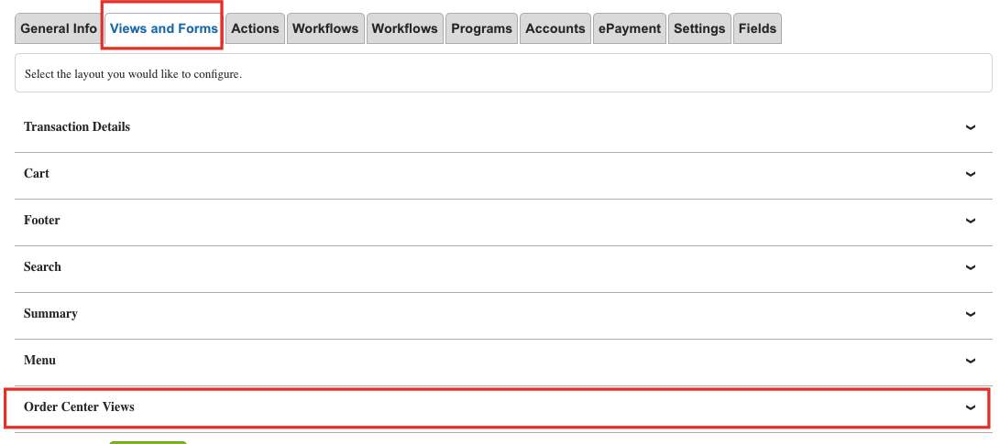 General Info Views and Forms Actions Workflows Workflows Programs Accounts ePayment Settings Fields
Select the layout you would like to configure.
Transaction Details
Cart
Footer
Search
Summary
Menu
Order Center Views